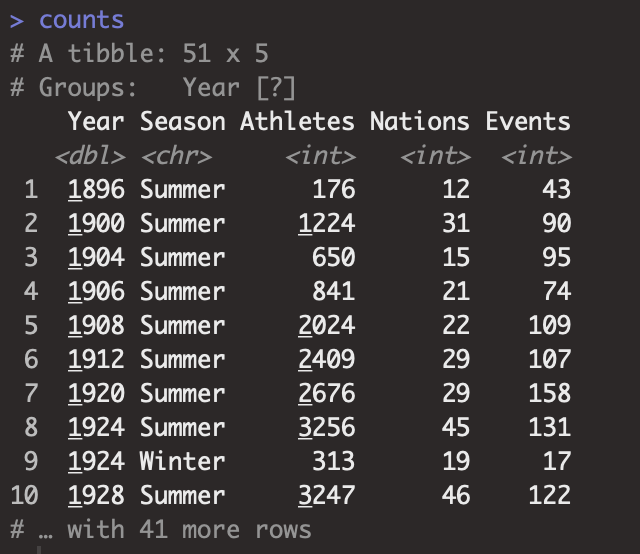 > counts
# A tibble: 51 x 5
# Groups:   Year [?]
    Year Season Athletes Nations Events
   <dbl> <chr>     <int>   <int>  <int>
 1  1896 Summer      176      12     43
 2  1900 Summer     1224      31     90
 3  1904 Summer      650      15     95
 4  1906 Summer      841      21     74
 5  1908 Summer     2024      22    109
 6  1912 Summer     2409      29    107
 7  1920 Summer     2676      29    158
 8  1924 Summer     3256      45    131
 9  1924 Winter      313      19     17
10  1928 Summer     3247      46    122
# … with 41 more rows